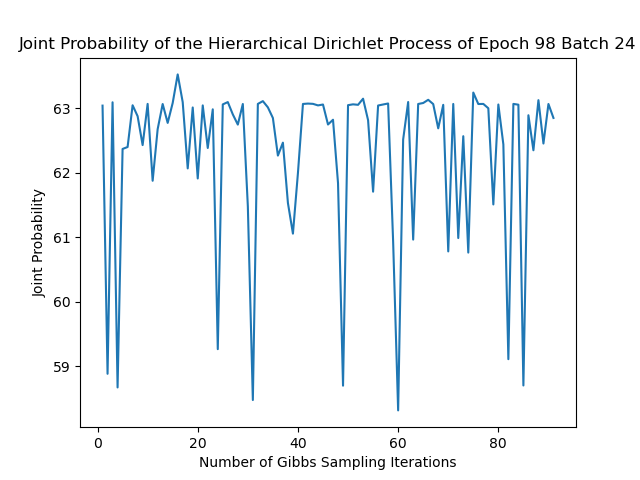 Joint Probability of the Hierarchical Dirichlet Process of Epoch 98 Batch 24
63
62
61
60
59
Joint Probability
0 20 40 60 80
Number of Gibbs Sampling Iterations